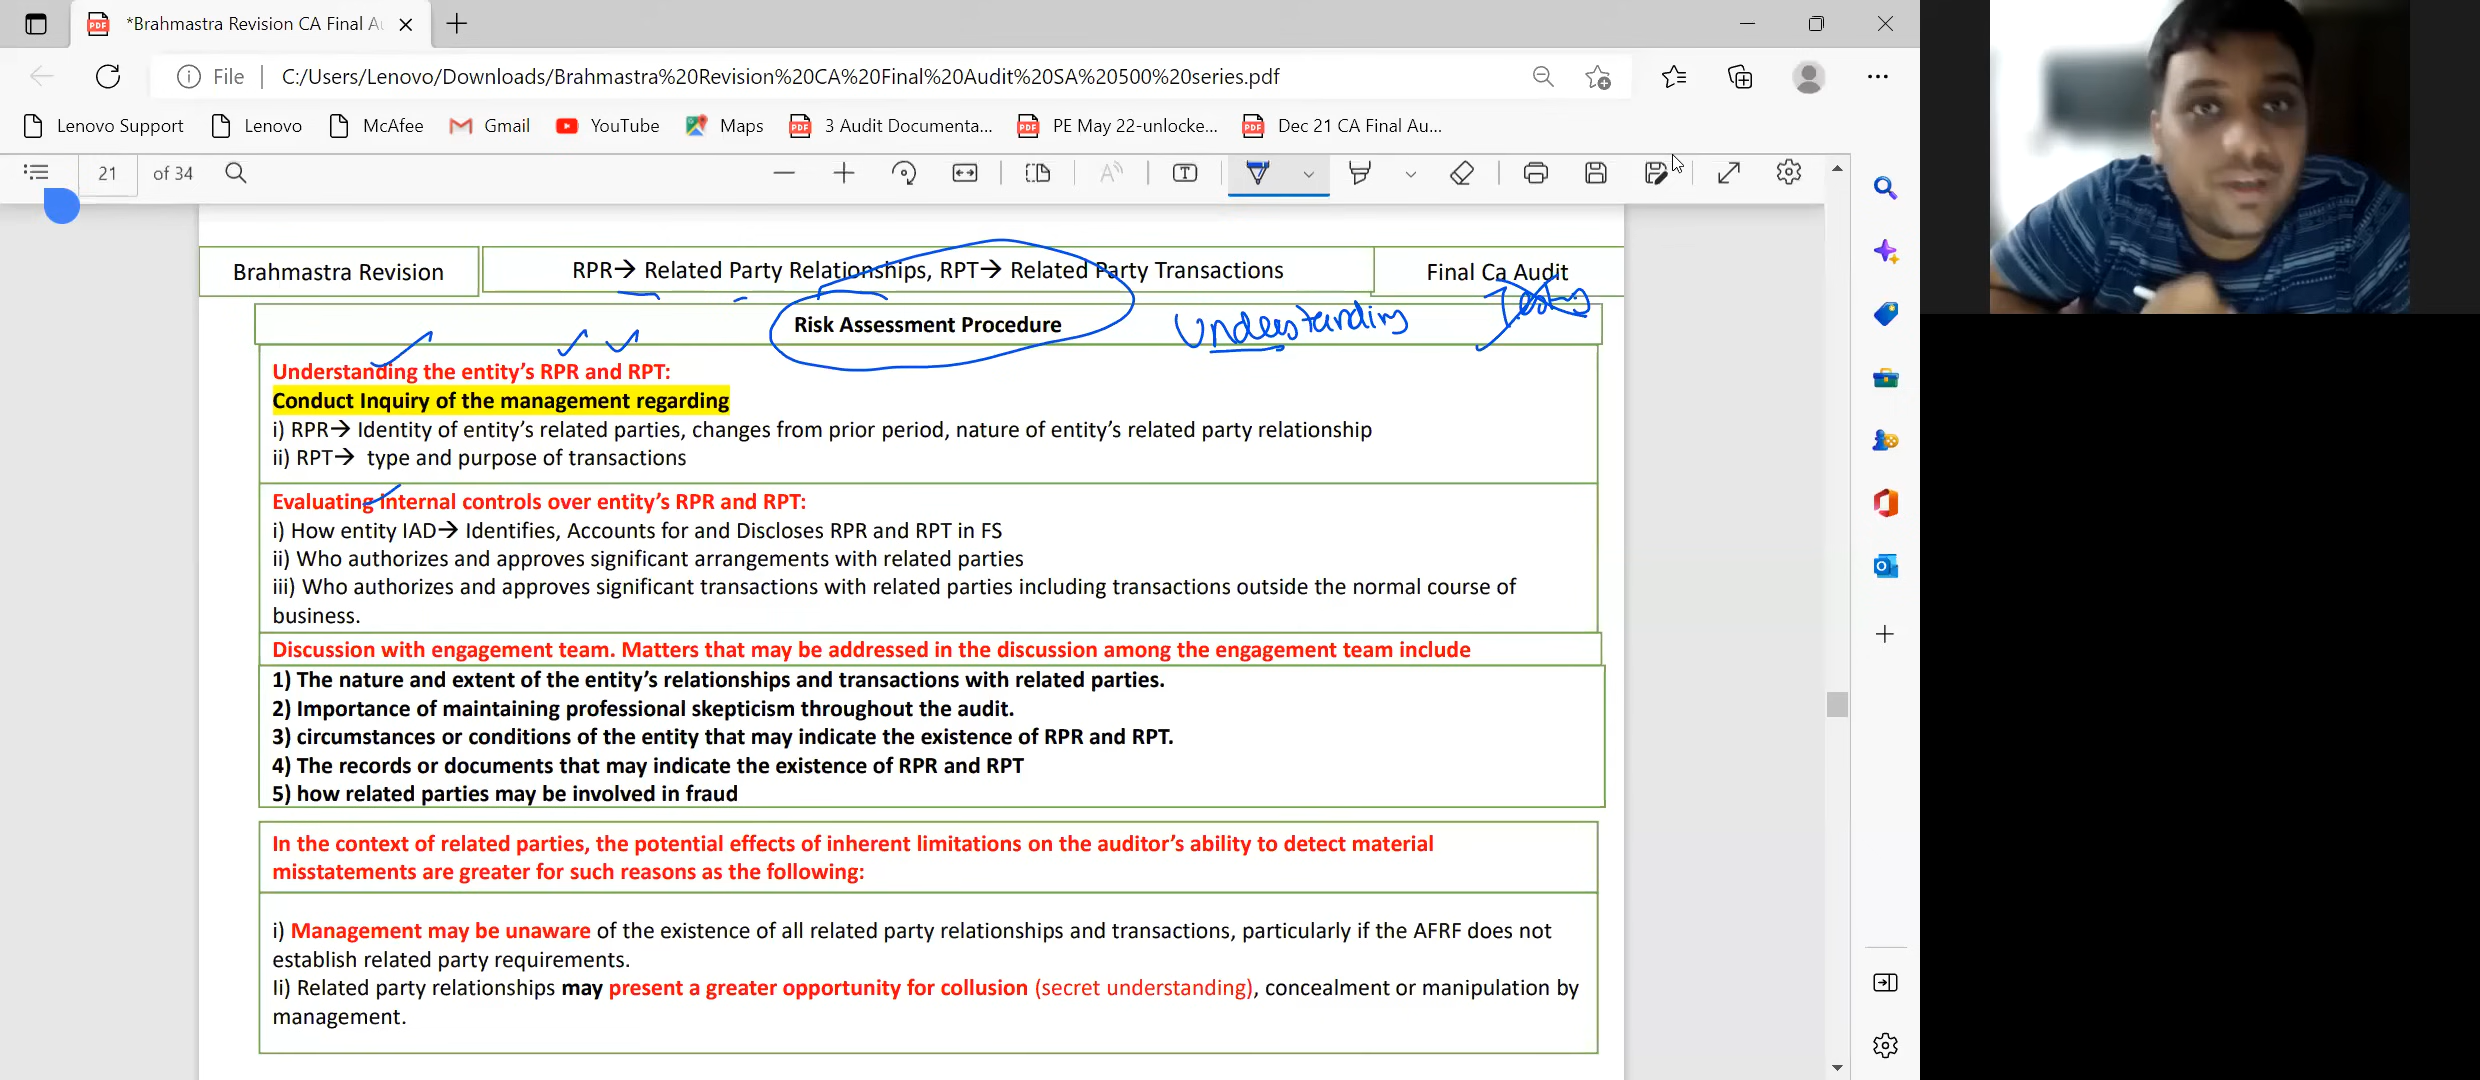 *Brahmastra Revision CA Final Au
File | C:/Users/Lenovo/Downloads/Brahmastra%20Revision%20CA%20Final%20Audit%20SA%20500%20series.pdf
Lenovo Support Lenovo McAfee Gmail YouTube Maps 3 Audit Documenta... PE May 22-unlocke... Dec 21 CA Final Au...
21 of 34
Brahmastra Revision
RPR→ Related Party Relationships, RPT→ Related Party Transactions
Final Ca Audit
Risk Assessment Procedure
Understanding
Understanding the entity's RPR and RPT:
Conduct Inquiry of the management regarding
i) RPR→ Identity of entity's related parties, changes from prior period, nature of entity's related party relationship
ii) RPT→ type and purpose of transactions
Evaluating internal controls over entity's RPR and RPT:
i) How entity IAD→ Identifies, Accounts for and Discloses RPR and RPT in FS
ii) Who authorizes and approves significant arrangements with related parties
iii) Who authorizes and approves significant transactions with related parties including transactions outside the normal course of
business.
Discussion with engagement team. Matters that may be addressed in the discussion among the engagement team include
1) The nature and extent of the entity's relationships and transactions with related parties.
2) Importance of maintaining professional skepticism throughout the audit.
3) circumstances or conditions of the entity that may indicate the existence of RPR and RPT.
4) The records or documents that may indicate the existence of RPR and RPT
5) how related parties may be involved in fraud
In the context of related parties, the potential effects of inherent limitations on the auditor's ability to detect material
misstatements are greater for such reasons as the following:
i) Management may be unaware of the existence of all related party relationships and transactions, particularly if the AFRF does not
establish related party requirements.
Ii) Related party relationships may present a greater opportunity for collusion (secret understanding), concealment or manipulation by
management.